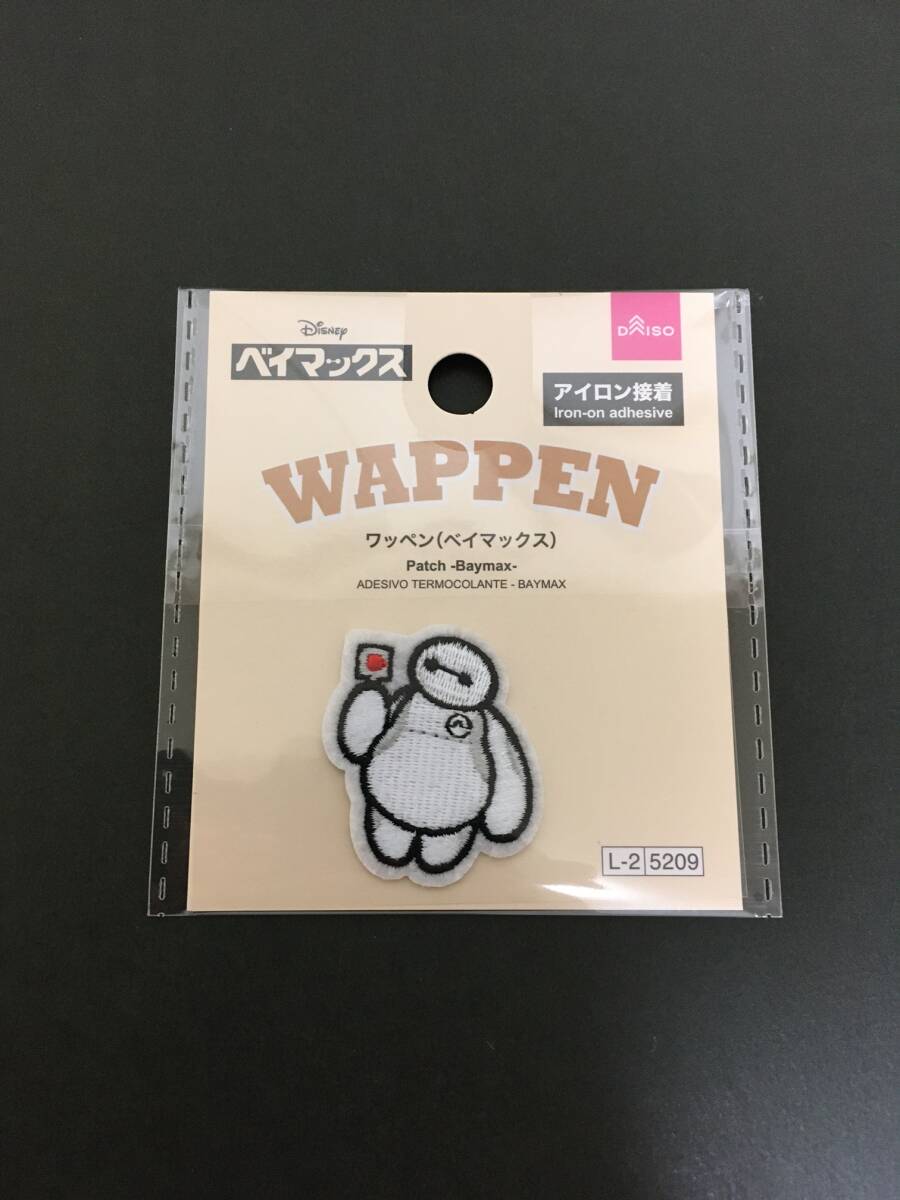 Disney
ベイマックス
DAISO
アイロン接着
Iron-on adhesive
WAPPEN
ワッペン(ベイマックス)
Patch -Baymax-
ADESIVO TERMOCOLANTE - BAYMAX
L-2 5209